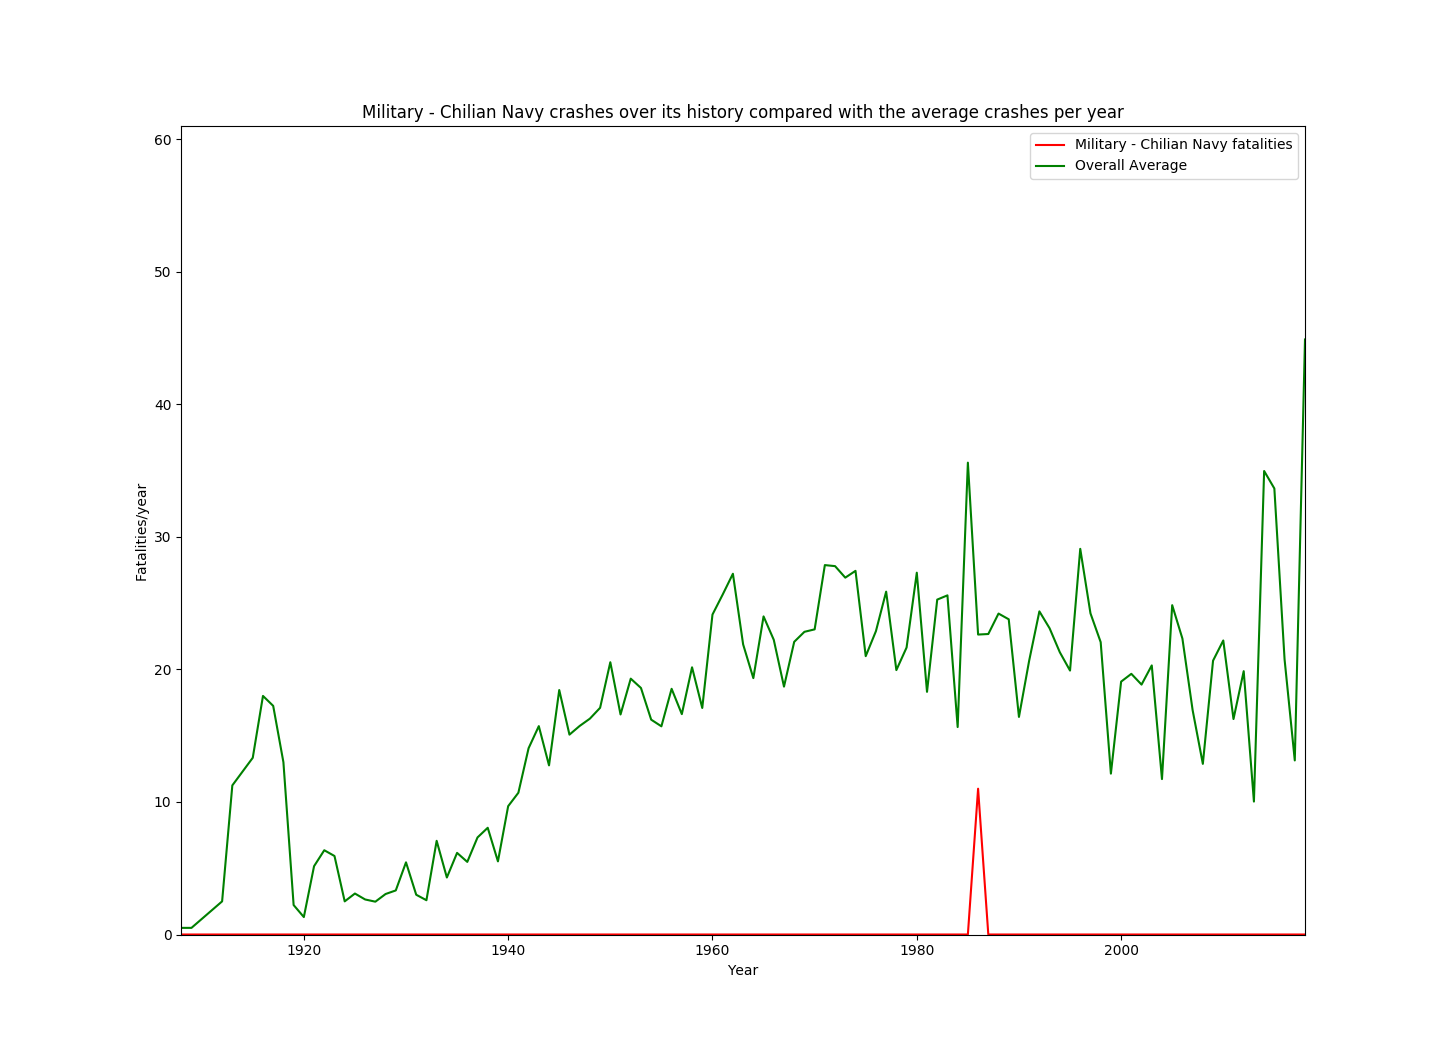 Military - Chilian Navy crashes over its history compared with the average crashes per year
Military - Chilian Navy fatalities
Overall Average
60
50
40
30
20
10
0
Fatalities/year
1920 1940 1960 1980 2000
Year